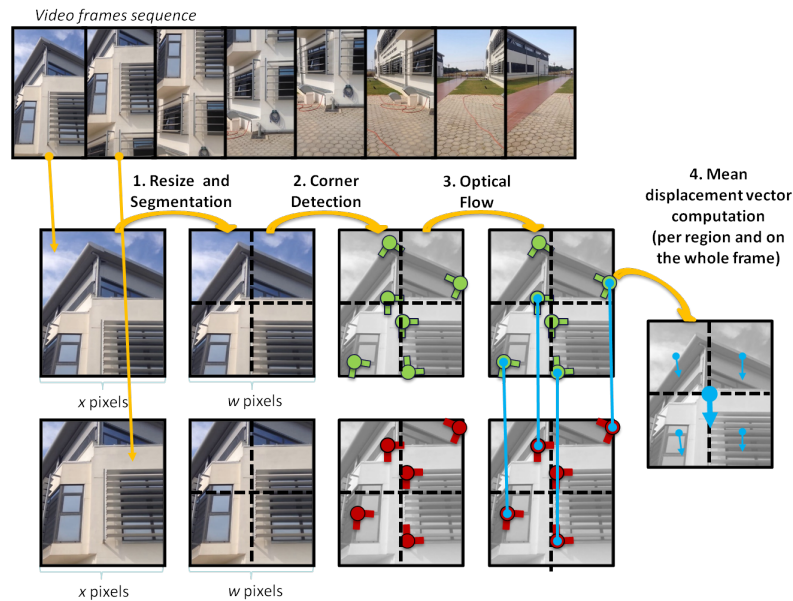 Video frames sequence
1. Resize and
Segmentation
2. Corner
Detection
3. Optical
Flow
4. Mean
displacement vector
computation
(per region and on
the whole frame)
x pixels
w pixels
x pixels
w pixels